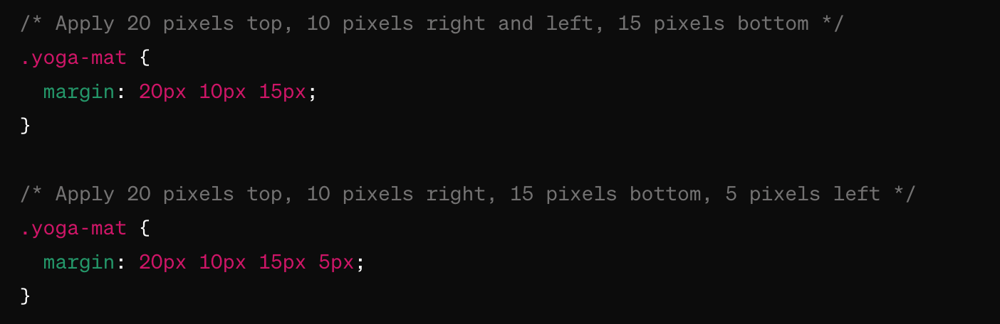 /* Apply 20 pixels top, 10 pixels right and left, 15 pixels bottom */
.yoga-mat {
  margin: 20px 10px 15px;
}

/* Apply 20 pixels top, 10 pixels right, 15 pixels bottom, 5 pixels left */
.yoga-mat {
  margin: 20px 10px 15px 5px;
}